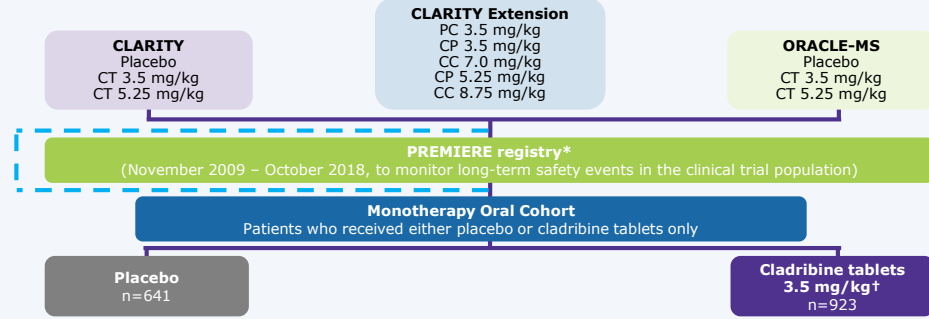 CLARITY
Placebo
CT 3.5 mg/kg
CT 5.25 mg/kg
CLARITY Extension
PC 3.5 mg/kg
CP 3.5 mg/kg
CC 7.0 mg/kg
CP 5.25 mg/kg
CC 8.75 mg/kg
ORACLE-MS
Placebo
CT 3.5 mg/kg
CT 5.25 mg/kg
PREMIERE registry*
(November 2009 – October 2018, to monitor long-term safety events in the clinical trial population)
Monotherapy Oral Cohort
Patients who received either placebo or cladribine tablets only
Placebo
n=641
Cladribine tablets
3.5 mg/kg†
n=923